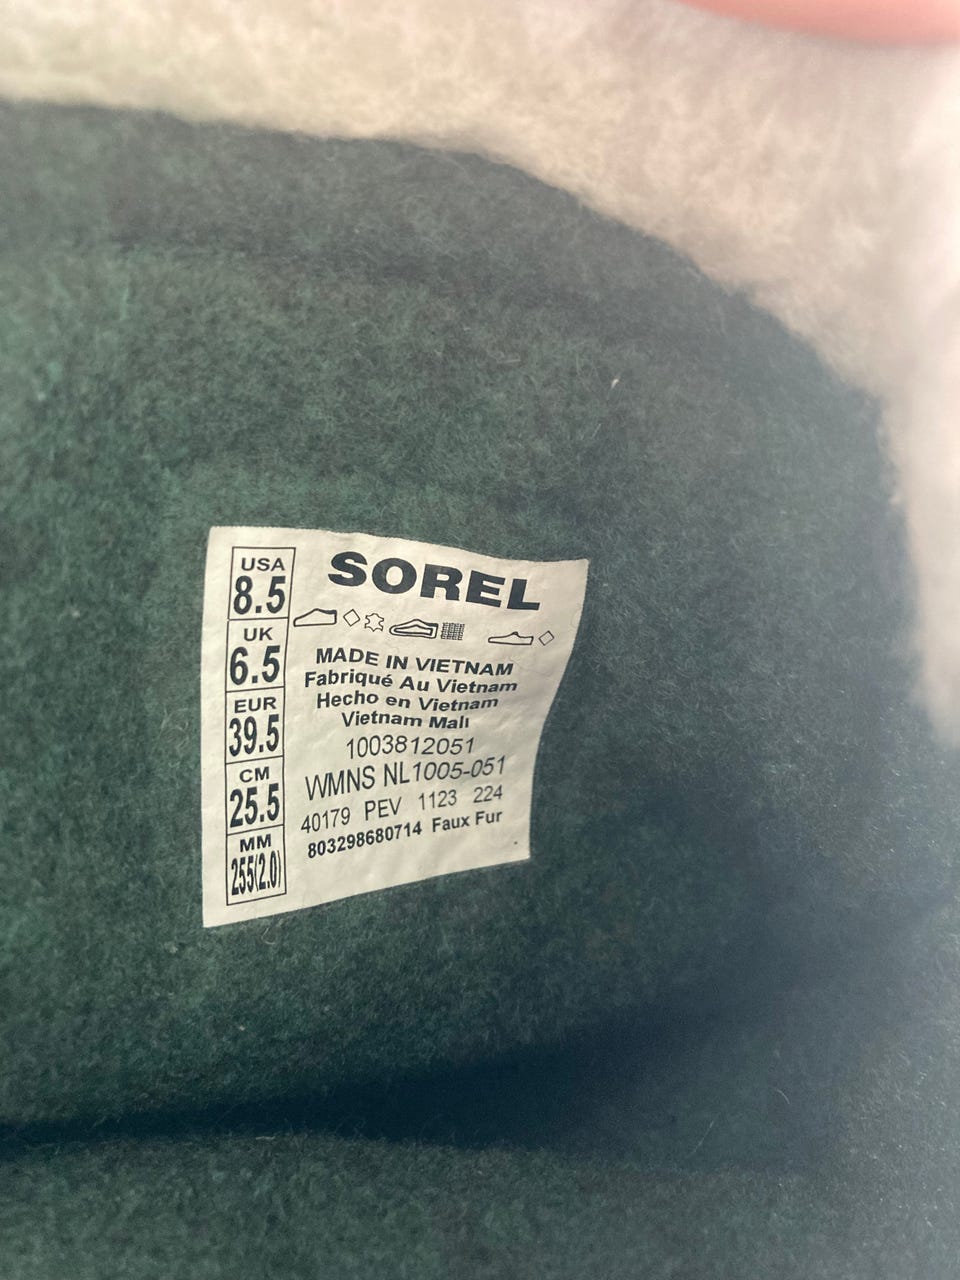 USA
8.5
UK
6.5
EUR
39.5
CM
25.5
MM
255(2.0)
SOREL
MADE IN VIETNAM
Fabriqué Au Vietnam
Hecho en Vietnam
Vietnam Malı
1003812051
WMNS NL1005-051
40179 PEV 1123 224
803298680714 Faux Fur